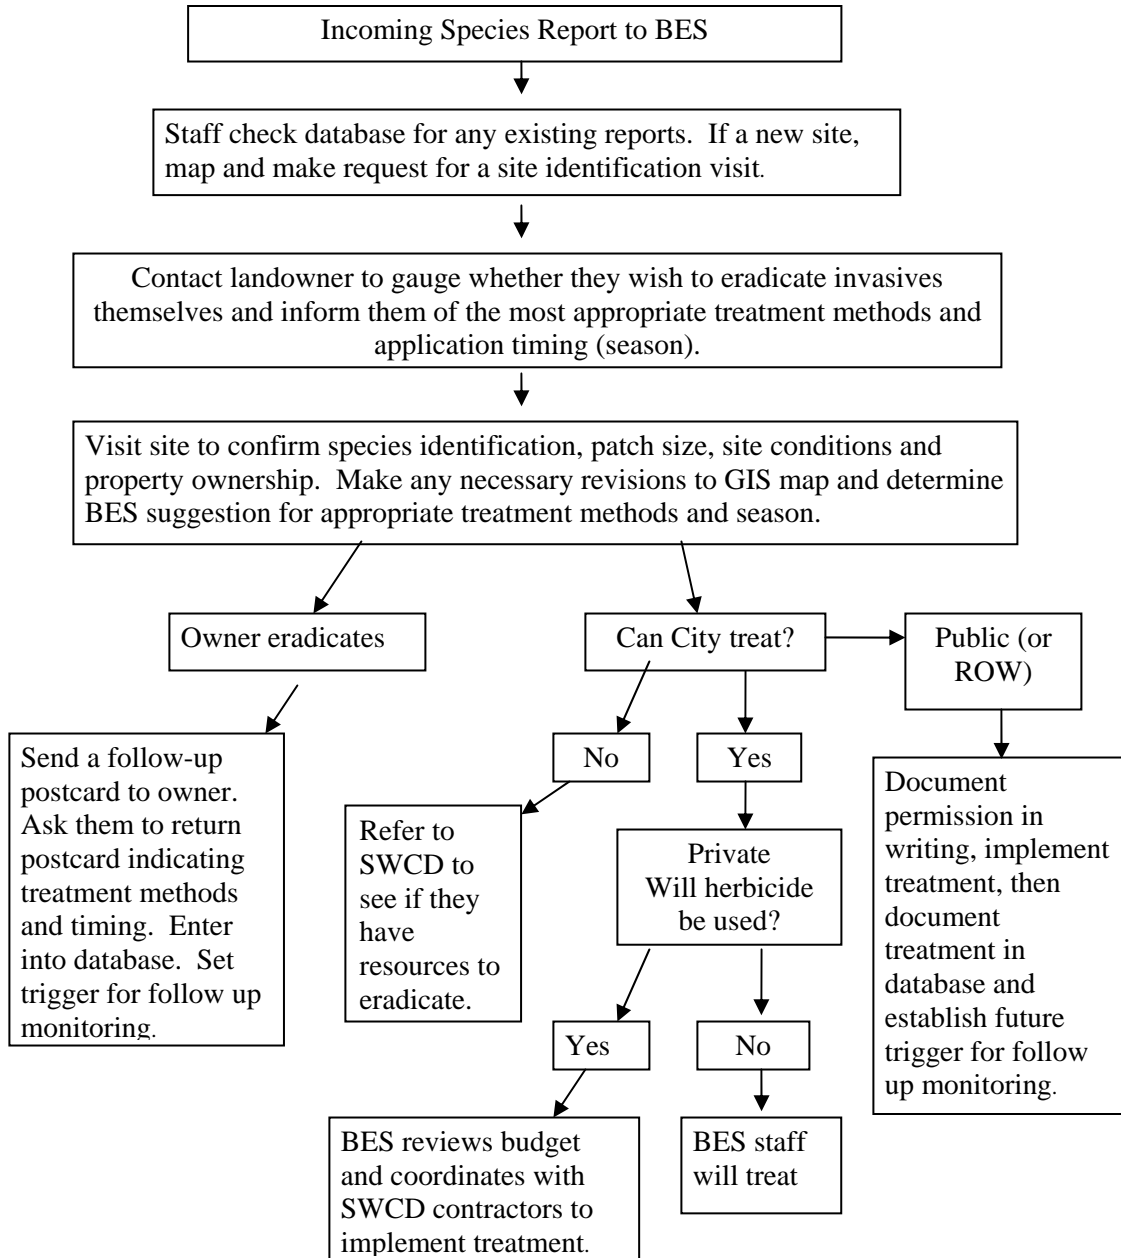 Incoming Species Report to BES
Staff check database for any existing reports.  If a new site,
map and make request for a site identification visit.
Contact landowner to gauge whether they wish to eradicate invasives
themselves and inform them of the most appropriate treatment methods and
application timing (season).
Visit site to confirm species identification, patch size, site conditions and
property ownership.  Make any necessary revisions to GIS map and determine
BES suggestion for appropriate treatment methods and season.
Owner eradicates
Can City treat?
Public (or
ROW)
Send a follow-up
postcard to owner.
Ask them to return
postcard indicating
treatment methods
and timing.  Enter
into database.  Set
trigger for follow up
monitoring.
No
Yes
Refer to
SWCD to
see if they
have
resources to
eradicate.
Private
Will herbicide
be used?
Document
permission in
writing, implement
treatment, then
document
treatment in
database and
establish future
trigger for follow
up monitoring.
Yes
No
BES reviews budget
and coordinates with
SWCD contractors to
implement treatment.
BES staff
will treat